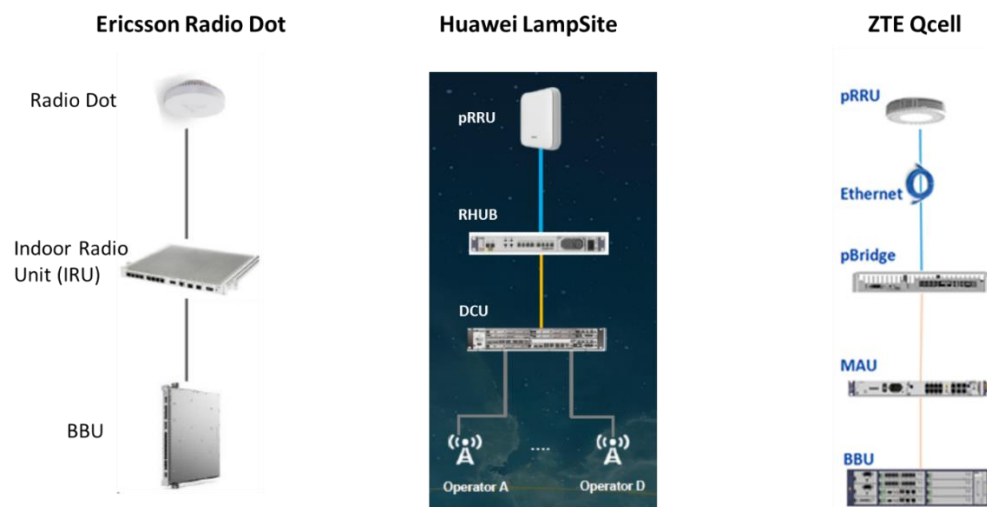 Ericsson Radio Dot
Radio Dot
Indoor Radio
Unit (IRU)
BBU
Huawei LampSite
pRRU
RHUB
DCU
....
Operator A
Operator D
ZTE Qcell
pRRU
Ethernet
pBridge
MAU
BBU